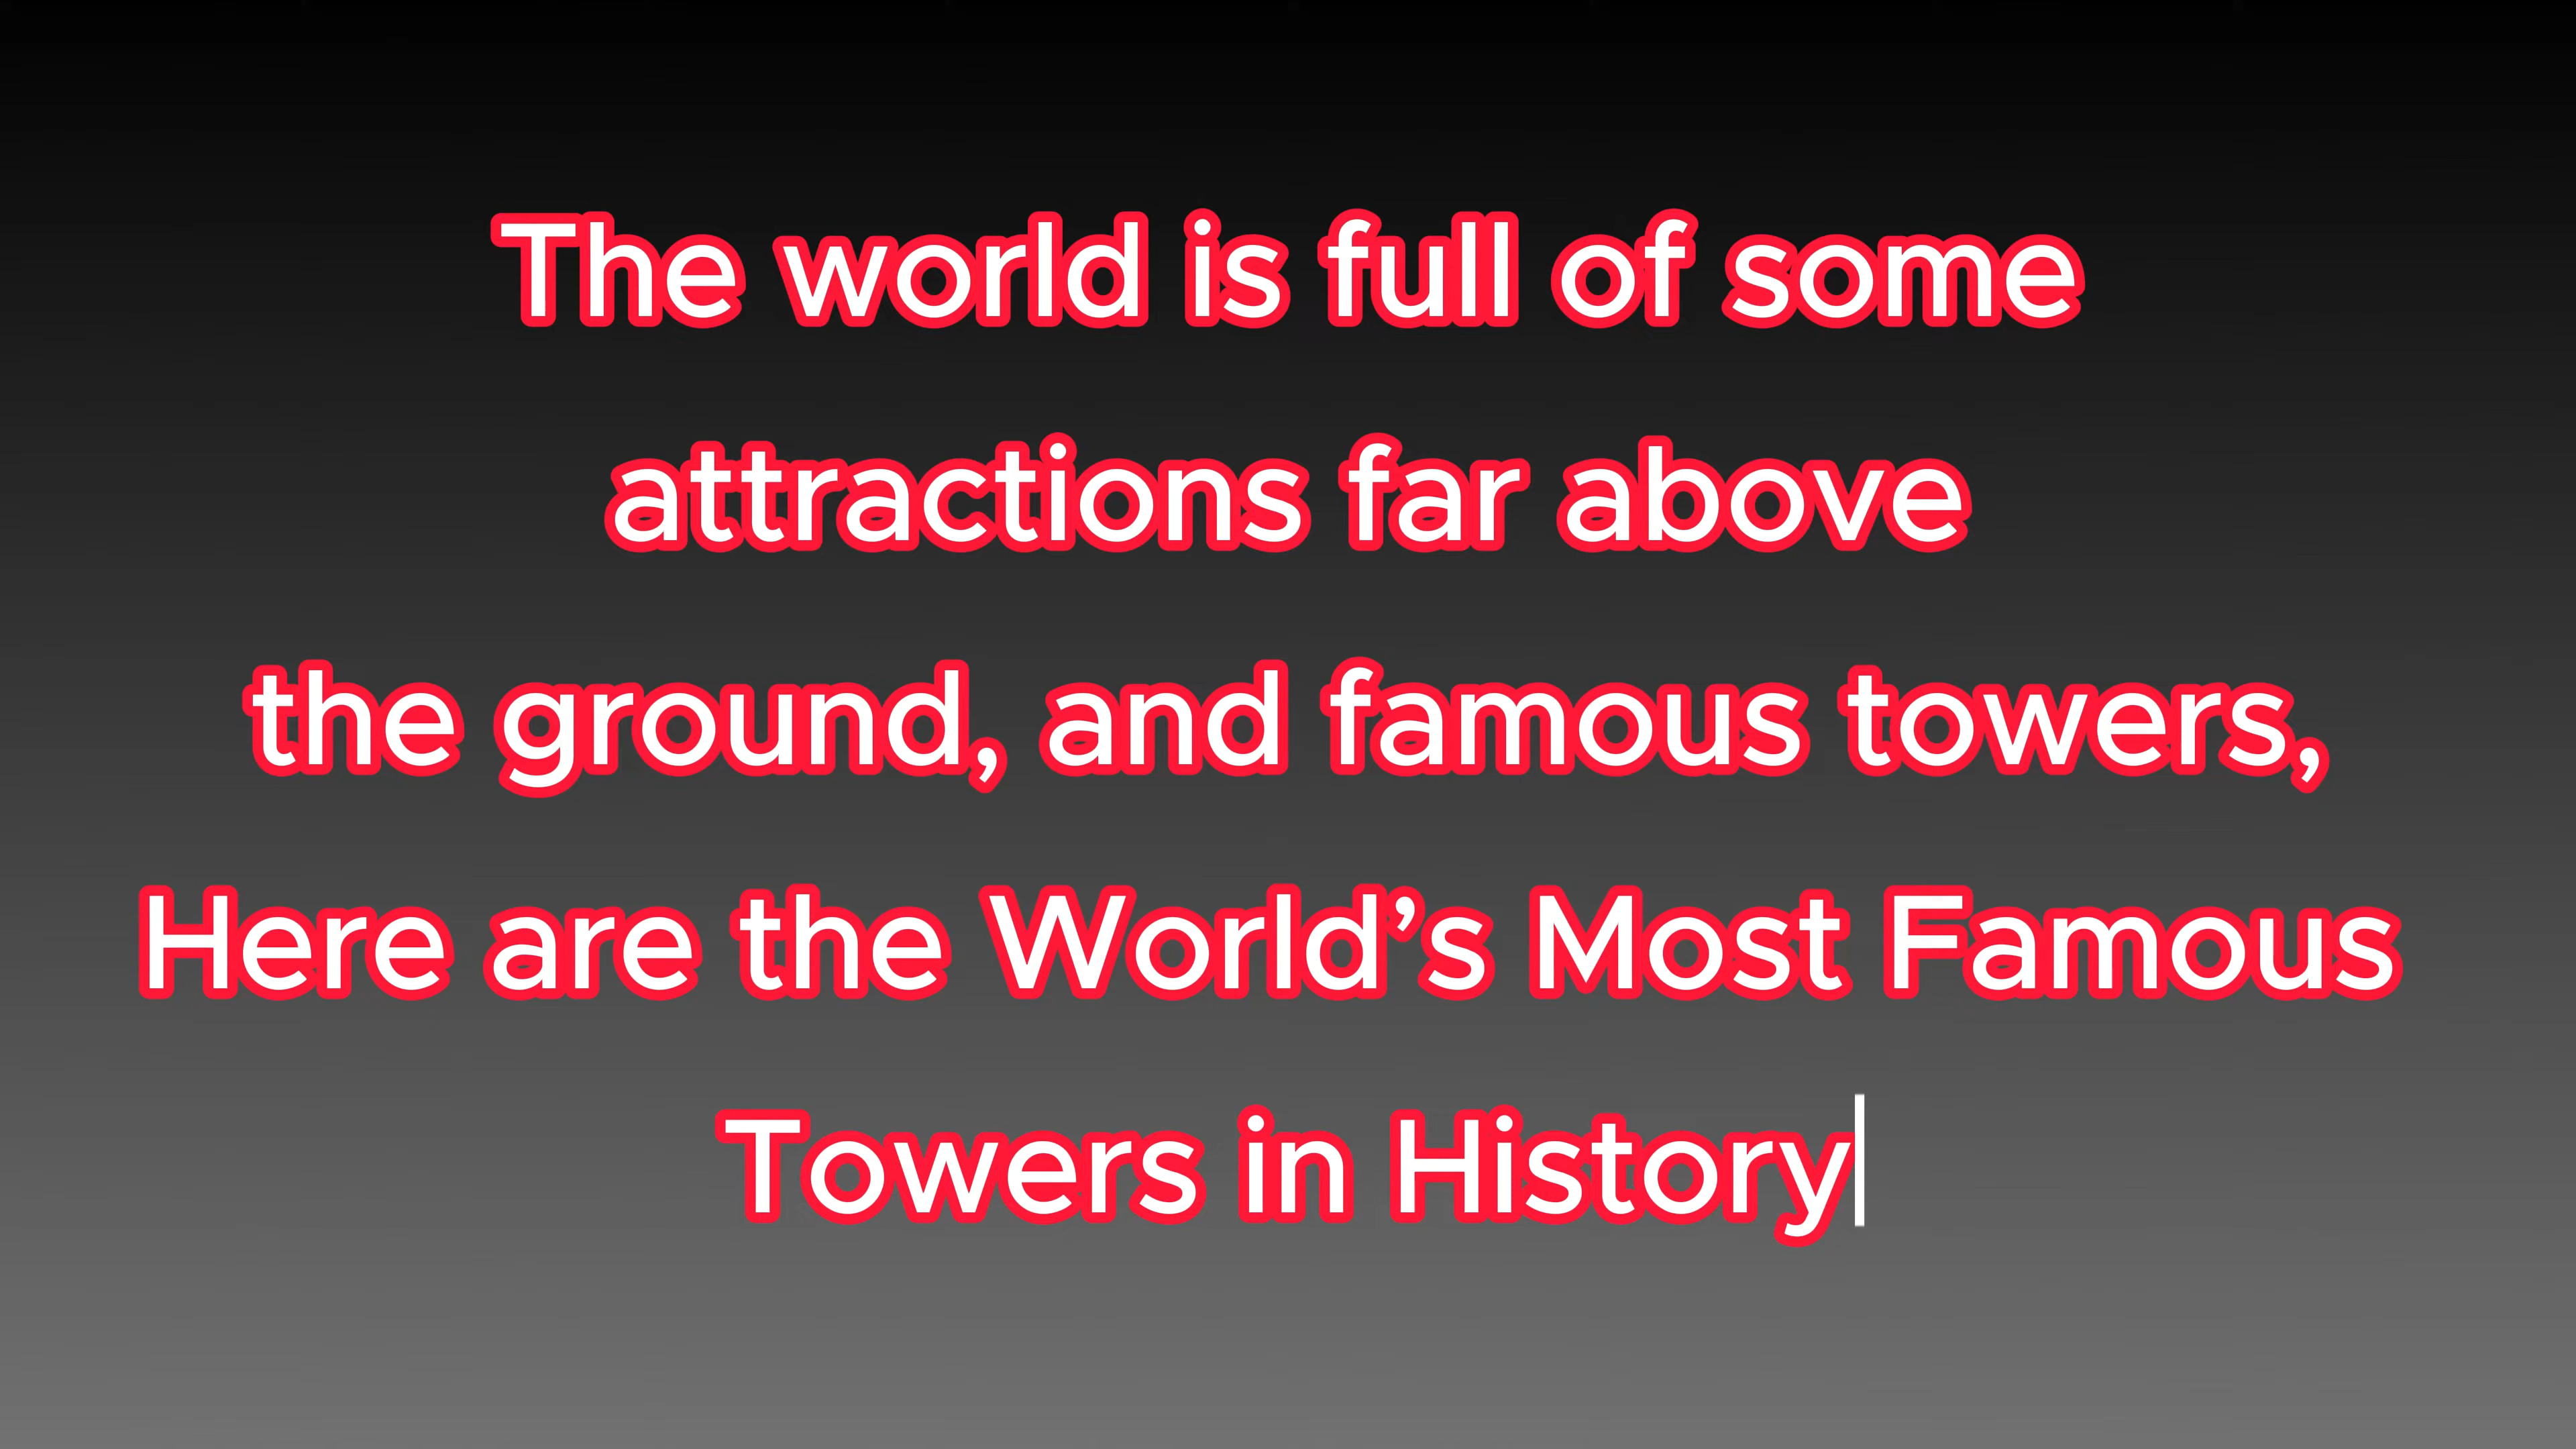 The world is full of some
attractions far above
the ground, and famous towers,
Here are the World’s Most Famous
Towers in History